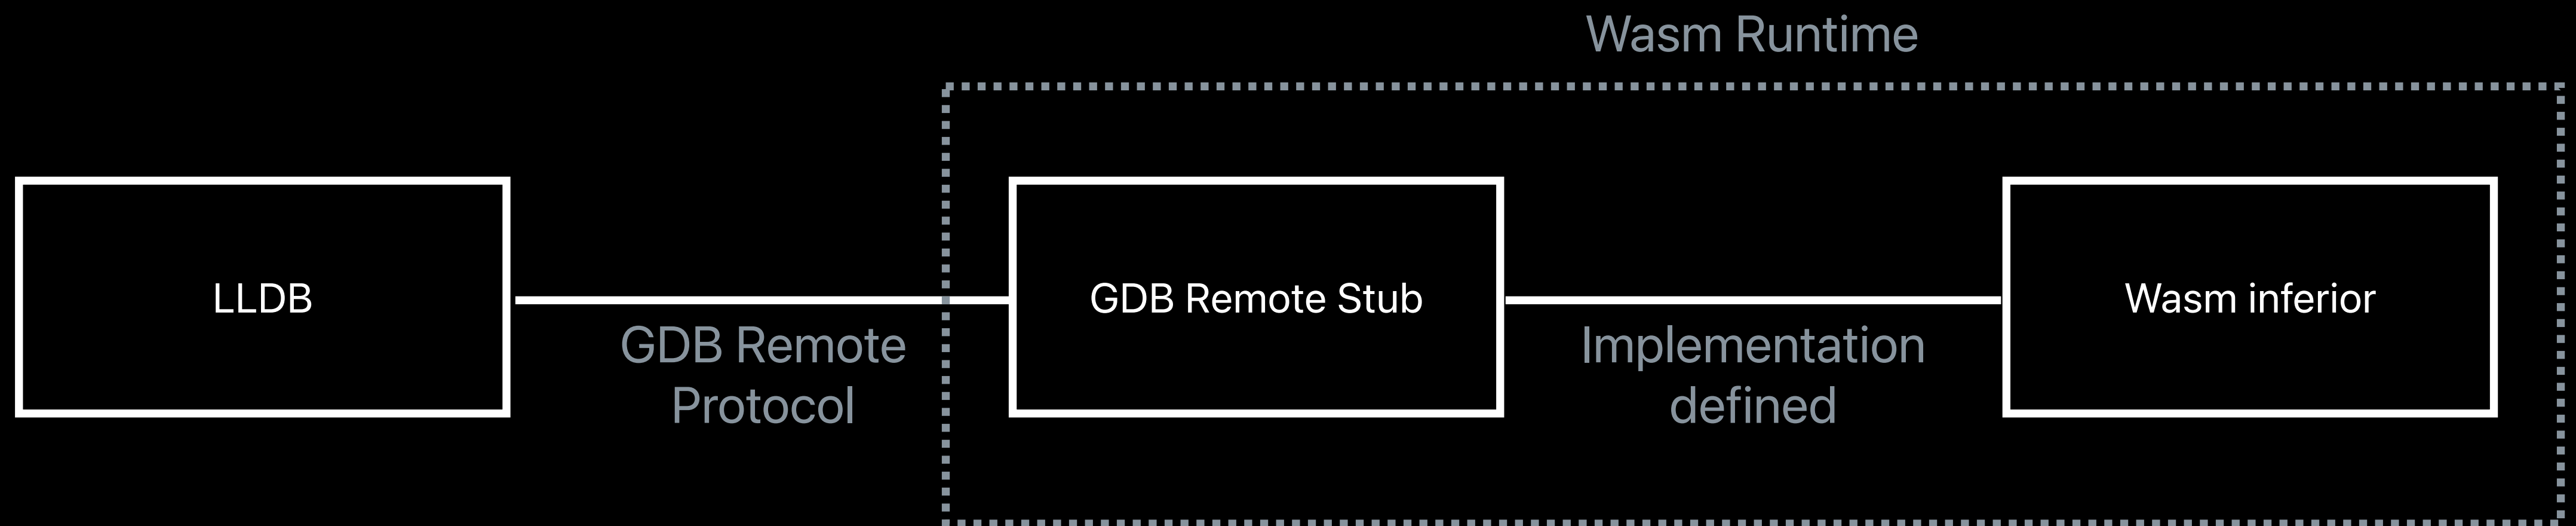 Wasm Runtime
LLDB
GDB Remote
Protocol
GDB Remote Stub
Implementation
defined
Wasm inferior